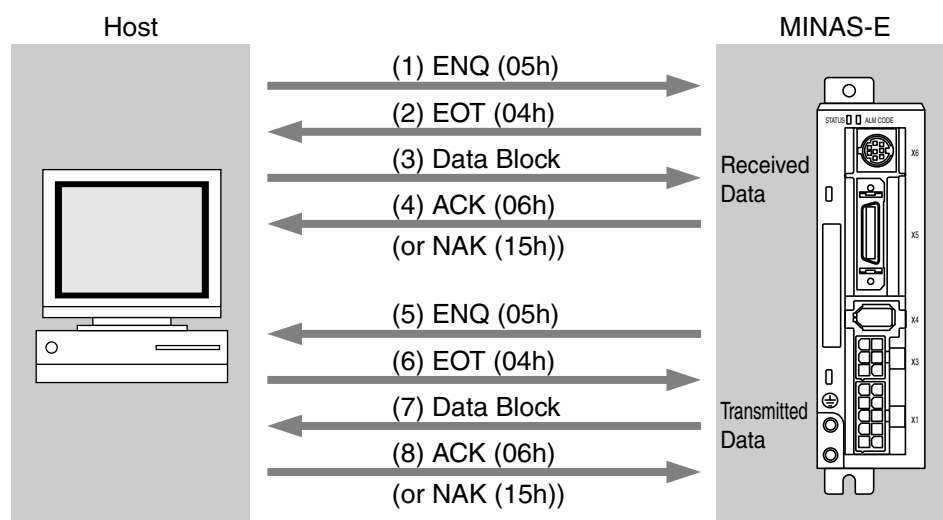 Host
MINAS-E
(1) ENQ (05h)
(2) EOT (04h)
(3) Data Block
(4) ACK (06h)
(or NAK (15h))
Received
Data
(5) ENQ (05h)
(6) EOT (04h)
(7) Data Block
(8) ACK (06h)
(or NAK (15h))
Transmitted
Data
STATUS ALM CODE
X6
X5
X4
X3
X1